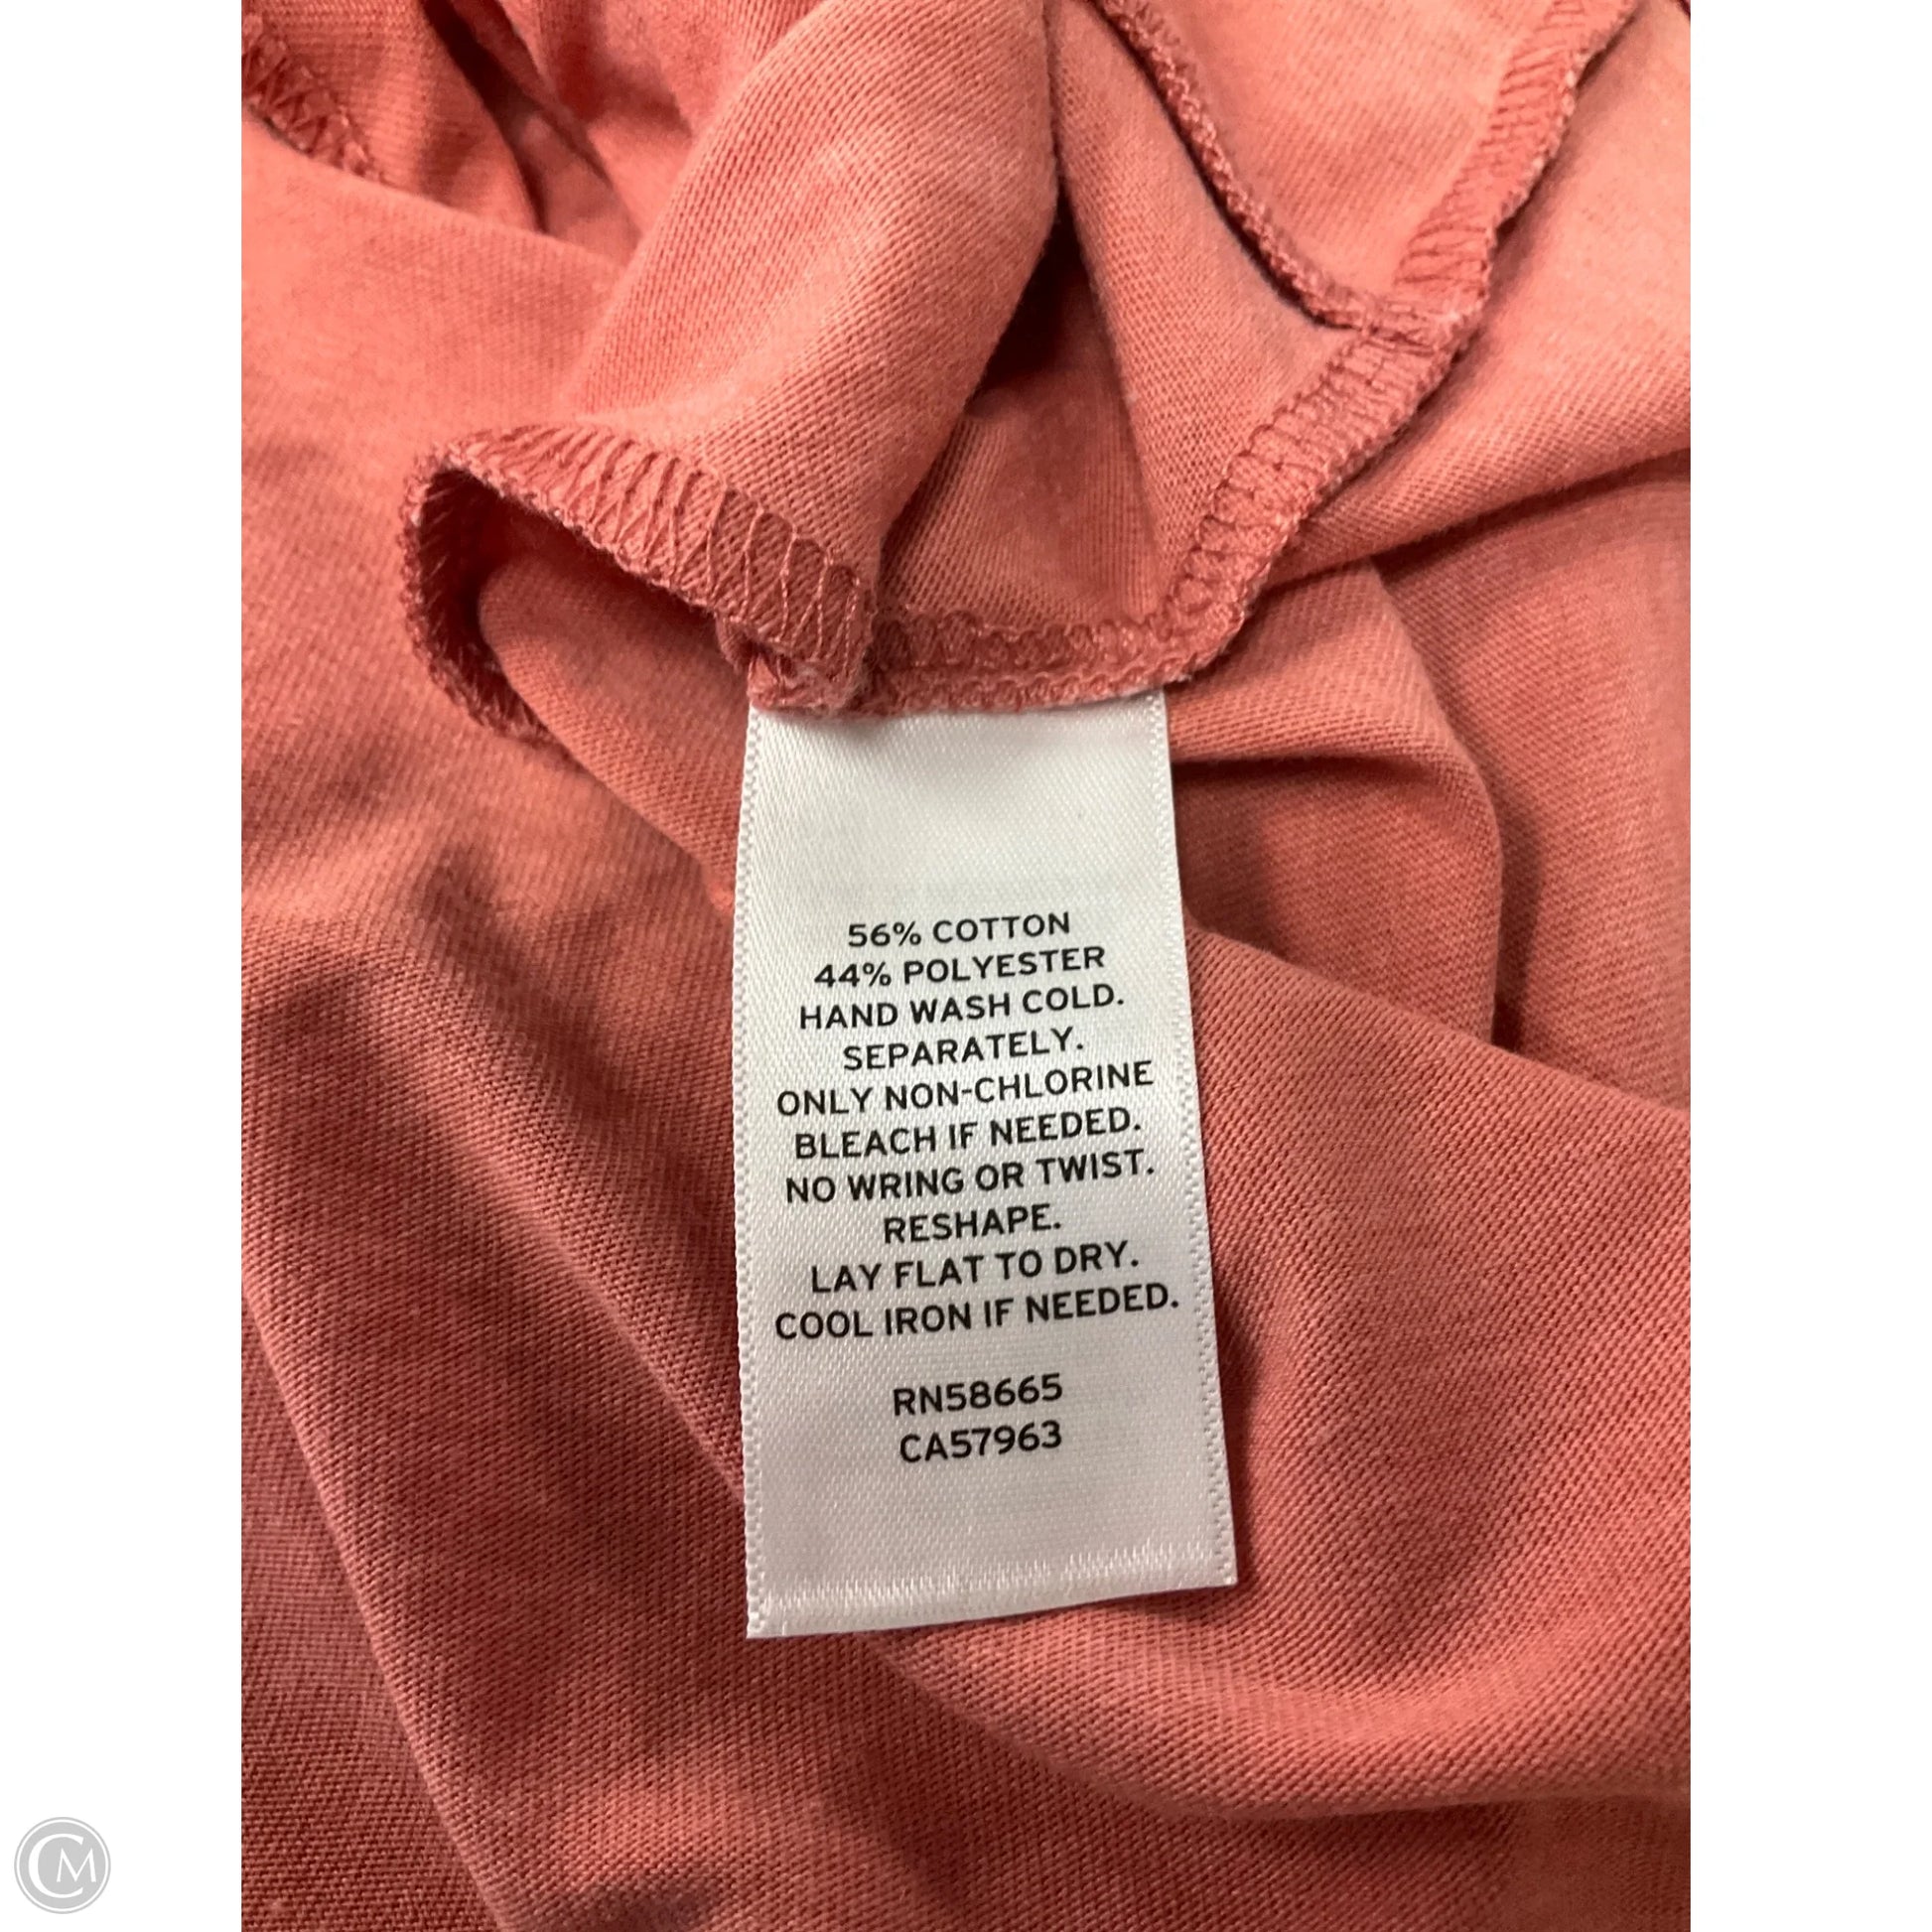 56% COTTON
44% POLYESTER
HAND WASH COLD.
SEPARATELY.
ONLY NON-CHLORINE
BLEACH IF NEEDED.
NO WRING OR TWIST.
RESHAPE.
LAY FLAT TO DRY.
COOL IRON IF NEEDED.
RN58665
CA57963
CM